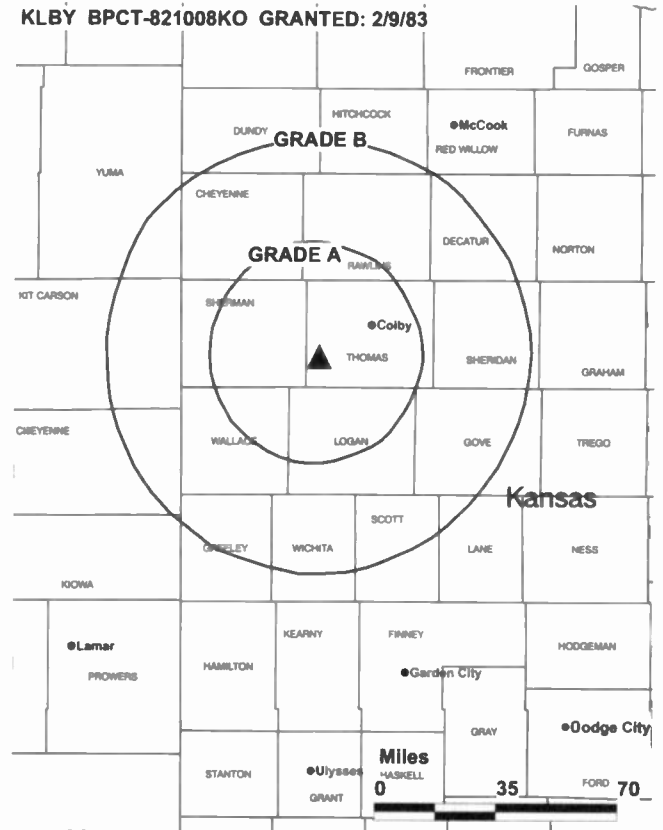 KLBY BPCT-821008KO GRANTED: 2/9/83
GOSPER
FRONTIER
HITCHCOCK
McCook
DUNDY
FURNAS
GRADE B
RED WILLOW
YUMA
CHEYENNE
DECATUR
NORTON
GRADE A
RAWLINS
KIT CARSON
SHERMAN
Colby
THOMAS
SHERIDAN
GRAHAM
CHEYENNE
WALLACE
LOGAN
GOVE
TREGO
Kansas
SCOTT
GREELEY
WICHITA
LANE
NESS
KIOWA
KEARNY
FINNEY
Lamar
HODGEMAN
HAMILTON
Garden City
PROWERS
Dodge City
GRAY
Miles
STANTON
Ulysses
HASKELL
FORD
0 35 70
GRANT